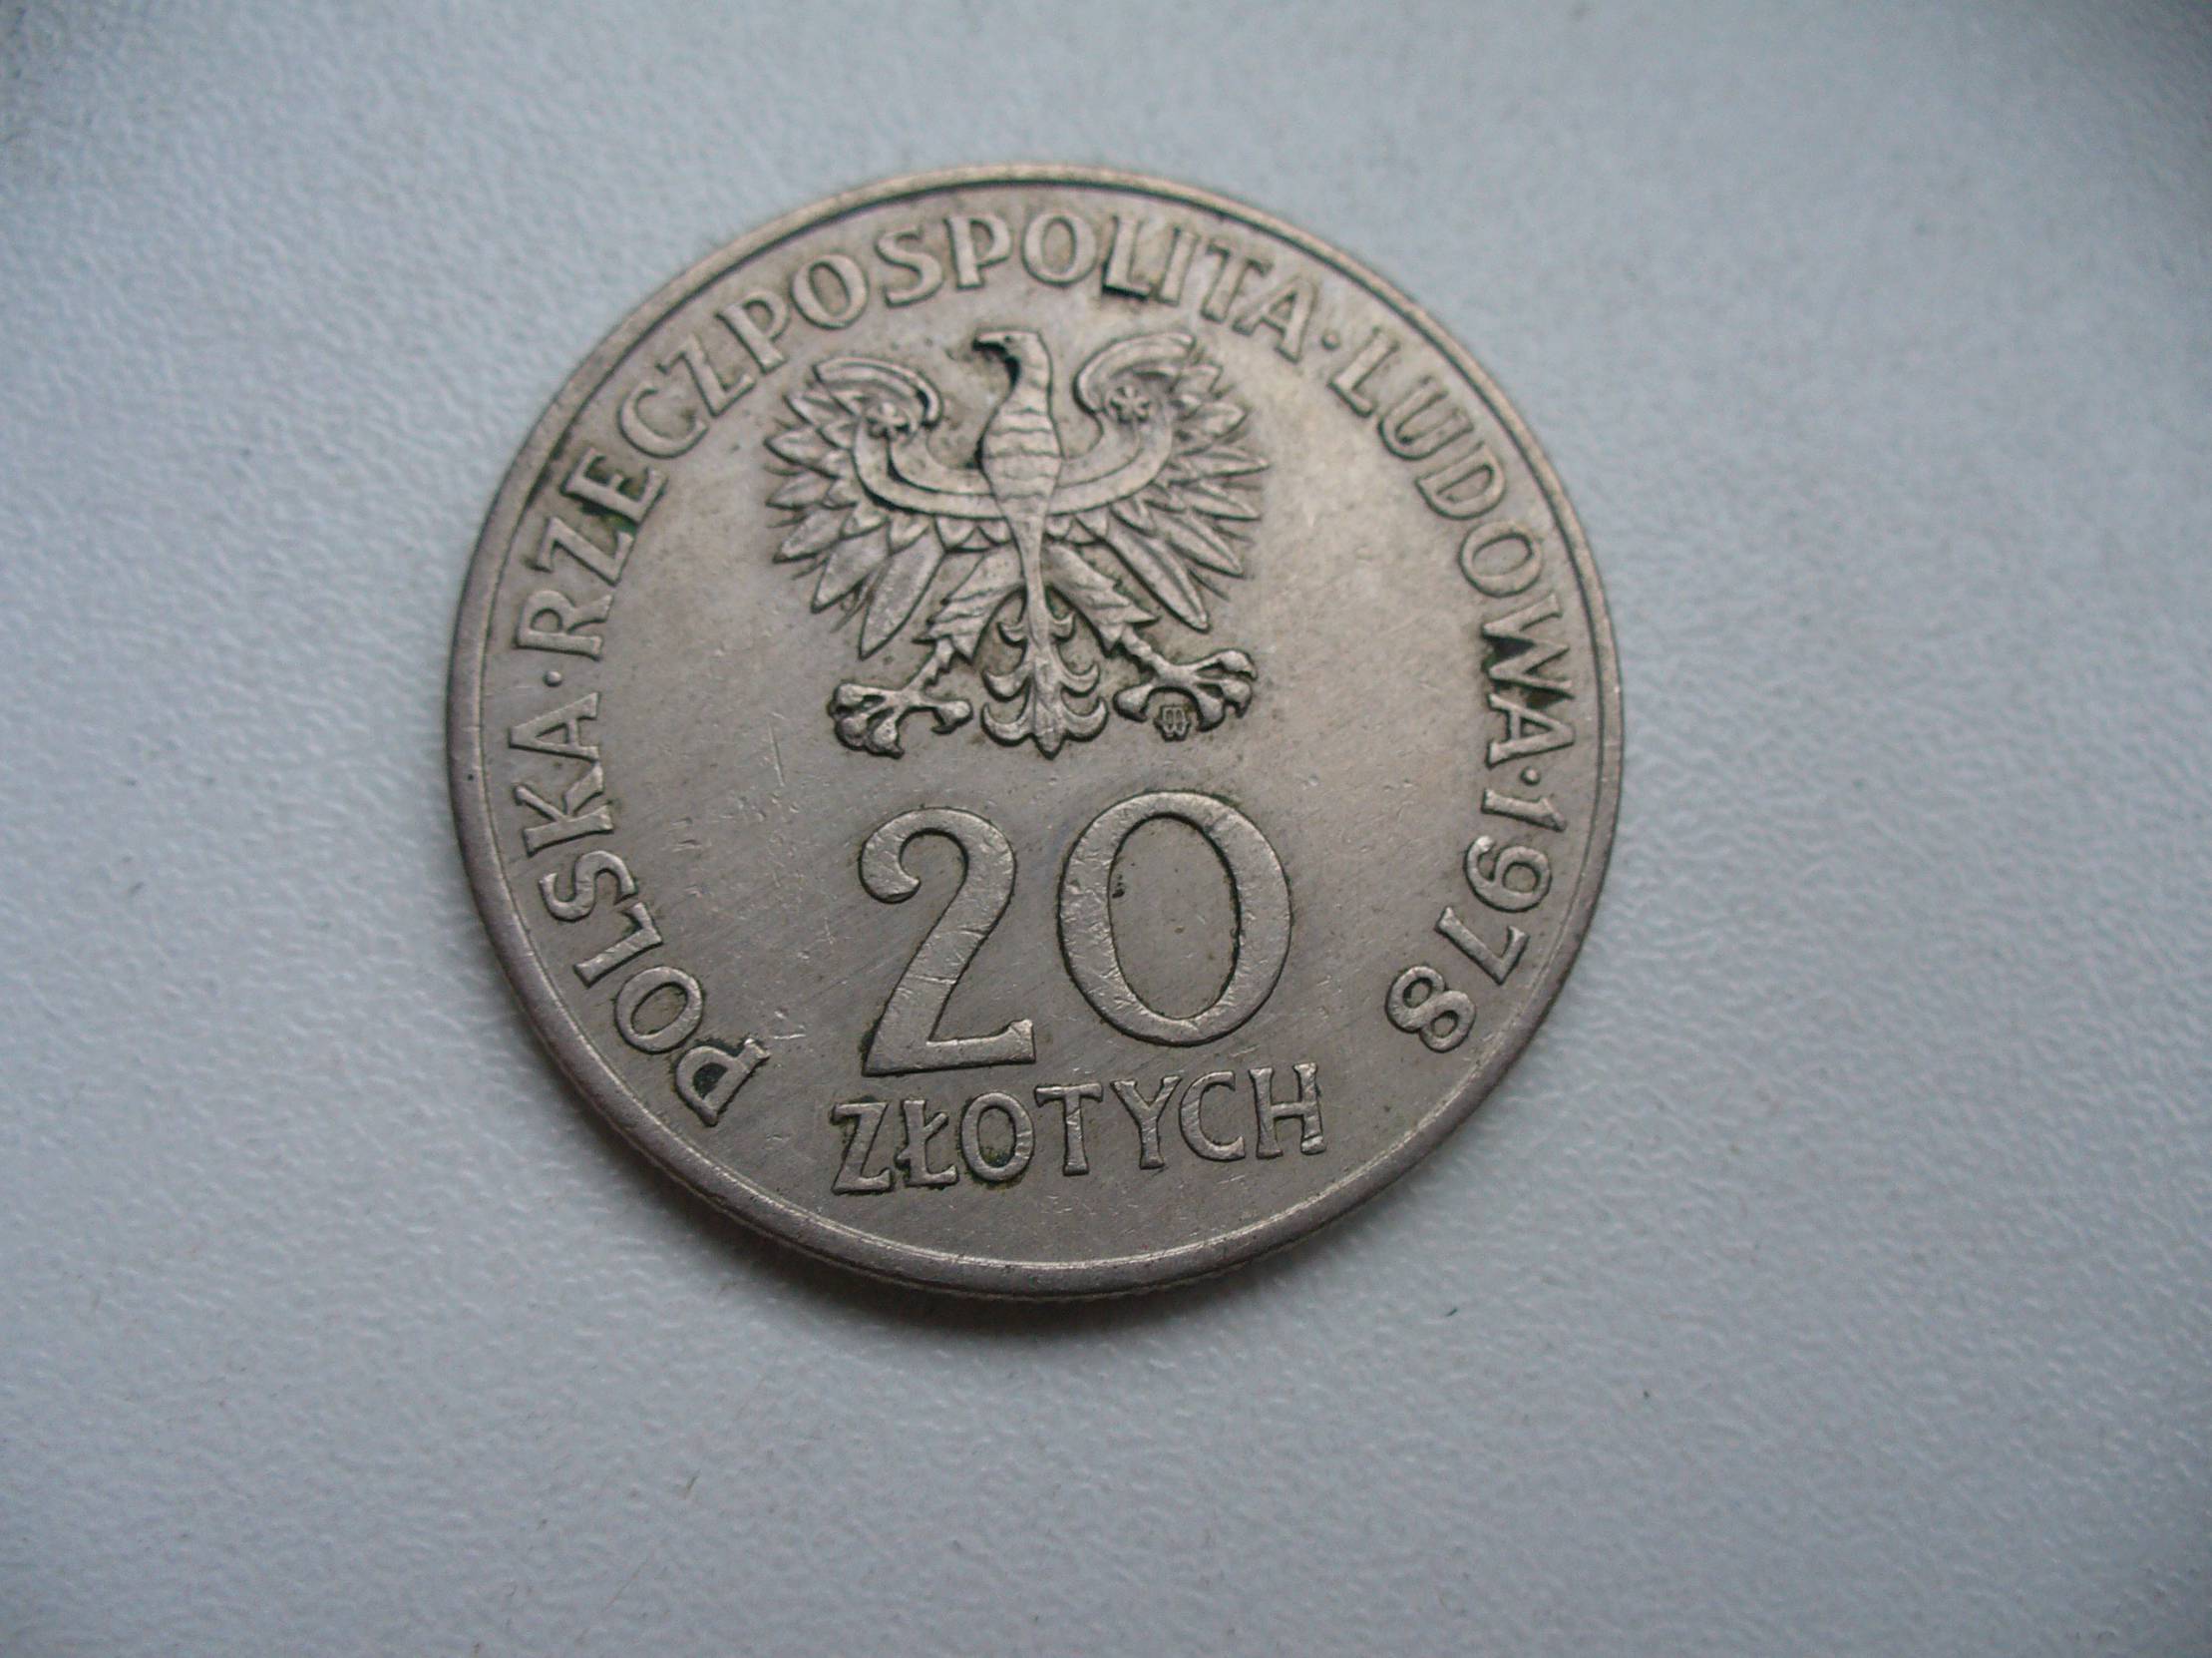 POLSKA·RZECZPOSPOLITA·LUDOWA·1978
20
ZŁOTYCH